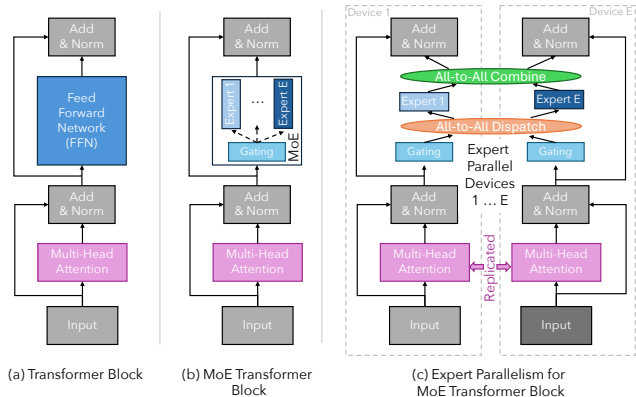 Add
& Norm
Feed
Forward
Network
(FFN)
Add
& Norm
Multi-Head
Attention
Input
(a) Transformer Block
Add
& Norm
Expert 1
...
Expert E
Gating
MoE
Add
& Norm
Multi-Head
Attention
Input
(b) MoE Transformer
Block
Device 1
Device E
Add
& Norm
Add
& Norm
All-to-All Combine
Expert 1
Expert E
All-to-All Dispatch
Gating
Gating
Expert
Parallel
Devices
1 ... E
Add
& Norm
Add
& Norm
Multi-Head
Attention
Replicated
Multi-Head
Attention
Input
Input
(c) Expert Parallelism for
MoE Transformer Block